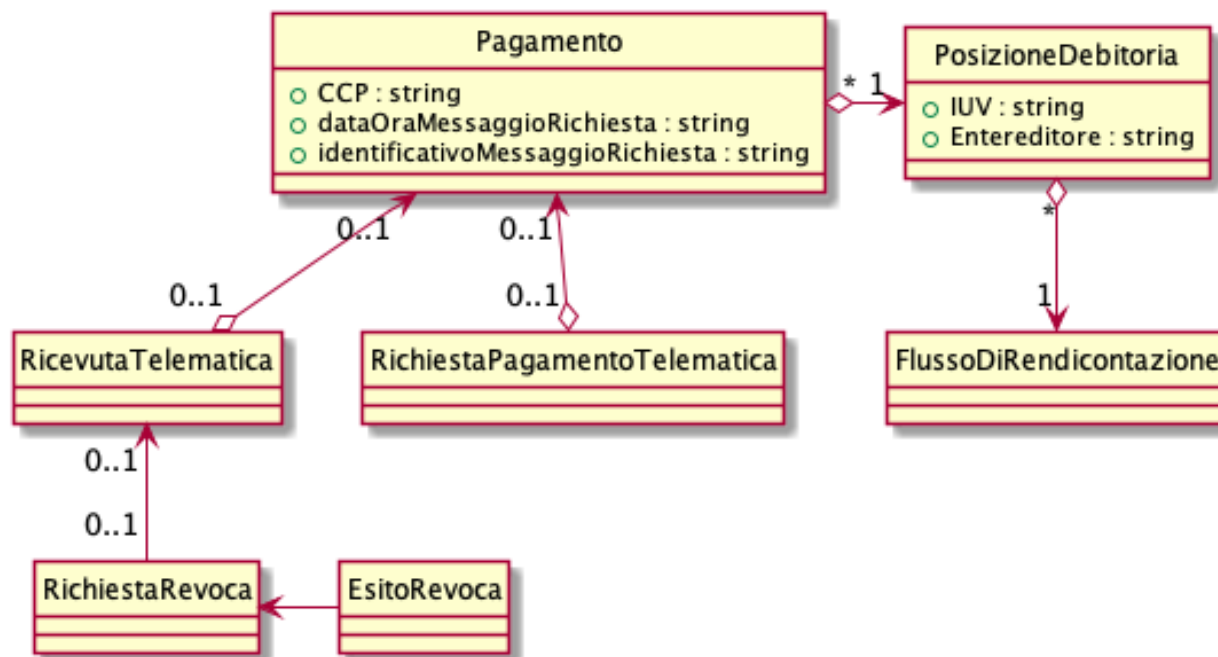 Pagamento
CCP : string
dataOraMessaggioRichiesta : string
identificativoMessaggioRichiesta : string
* 1
PosizioneDebitoria
IUV : string
Entereditore : string
0..1
0..1
*
0..1
0..1
1
RicevutaTelematica
RichiestaPagamentoTelematica
FlussoDiRendicontazione
0..1
0..1
RichiestaRevoca
EsitoRevoca